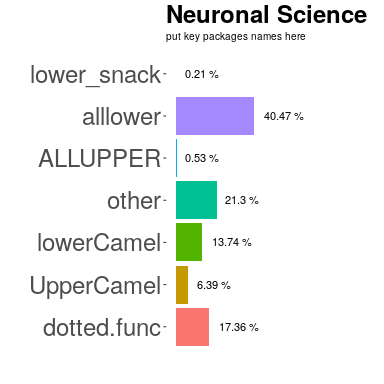 Neuronal Science
put key packages names here
lower_snack 0.21 %
alllower 40.47 %
ALLUPPER 0.53 %
other 21.3 %
lowerCamel 13.74 %
UpperCamel 6.39 %
dotted.func 17.36 %